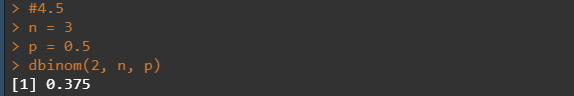 > #4.5
> n = 3
> p = 0.5
> dbinom(2, n, p)
[1] 0.375